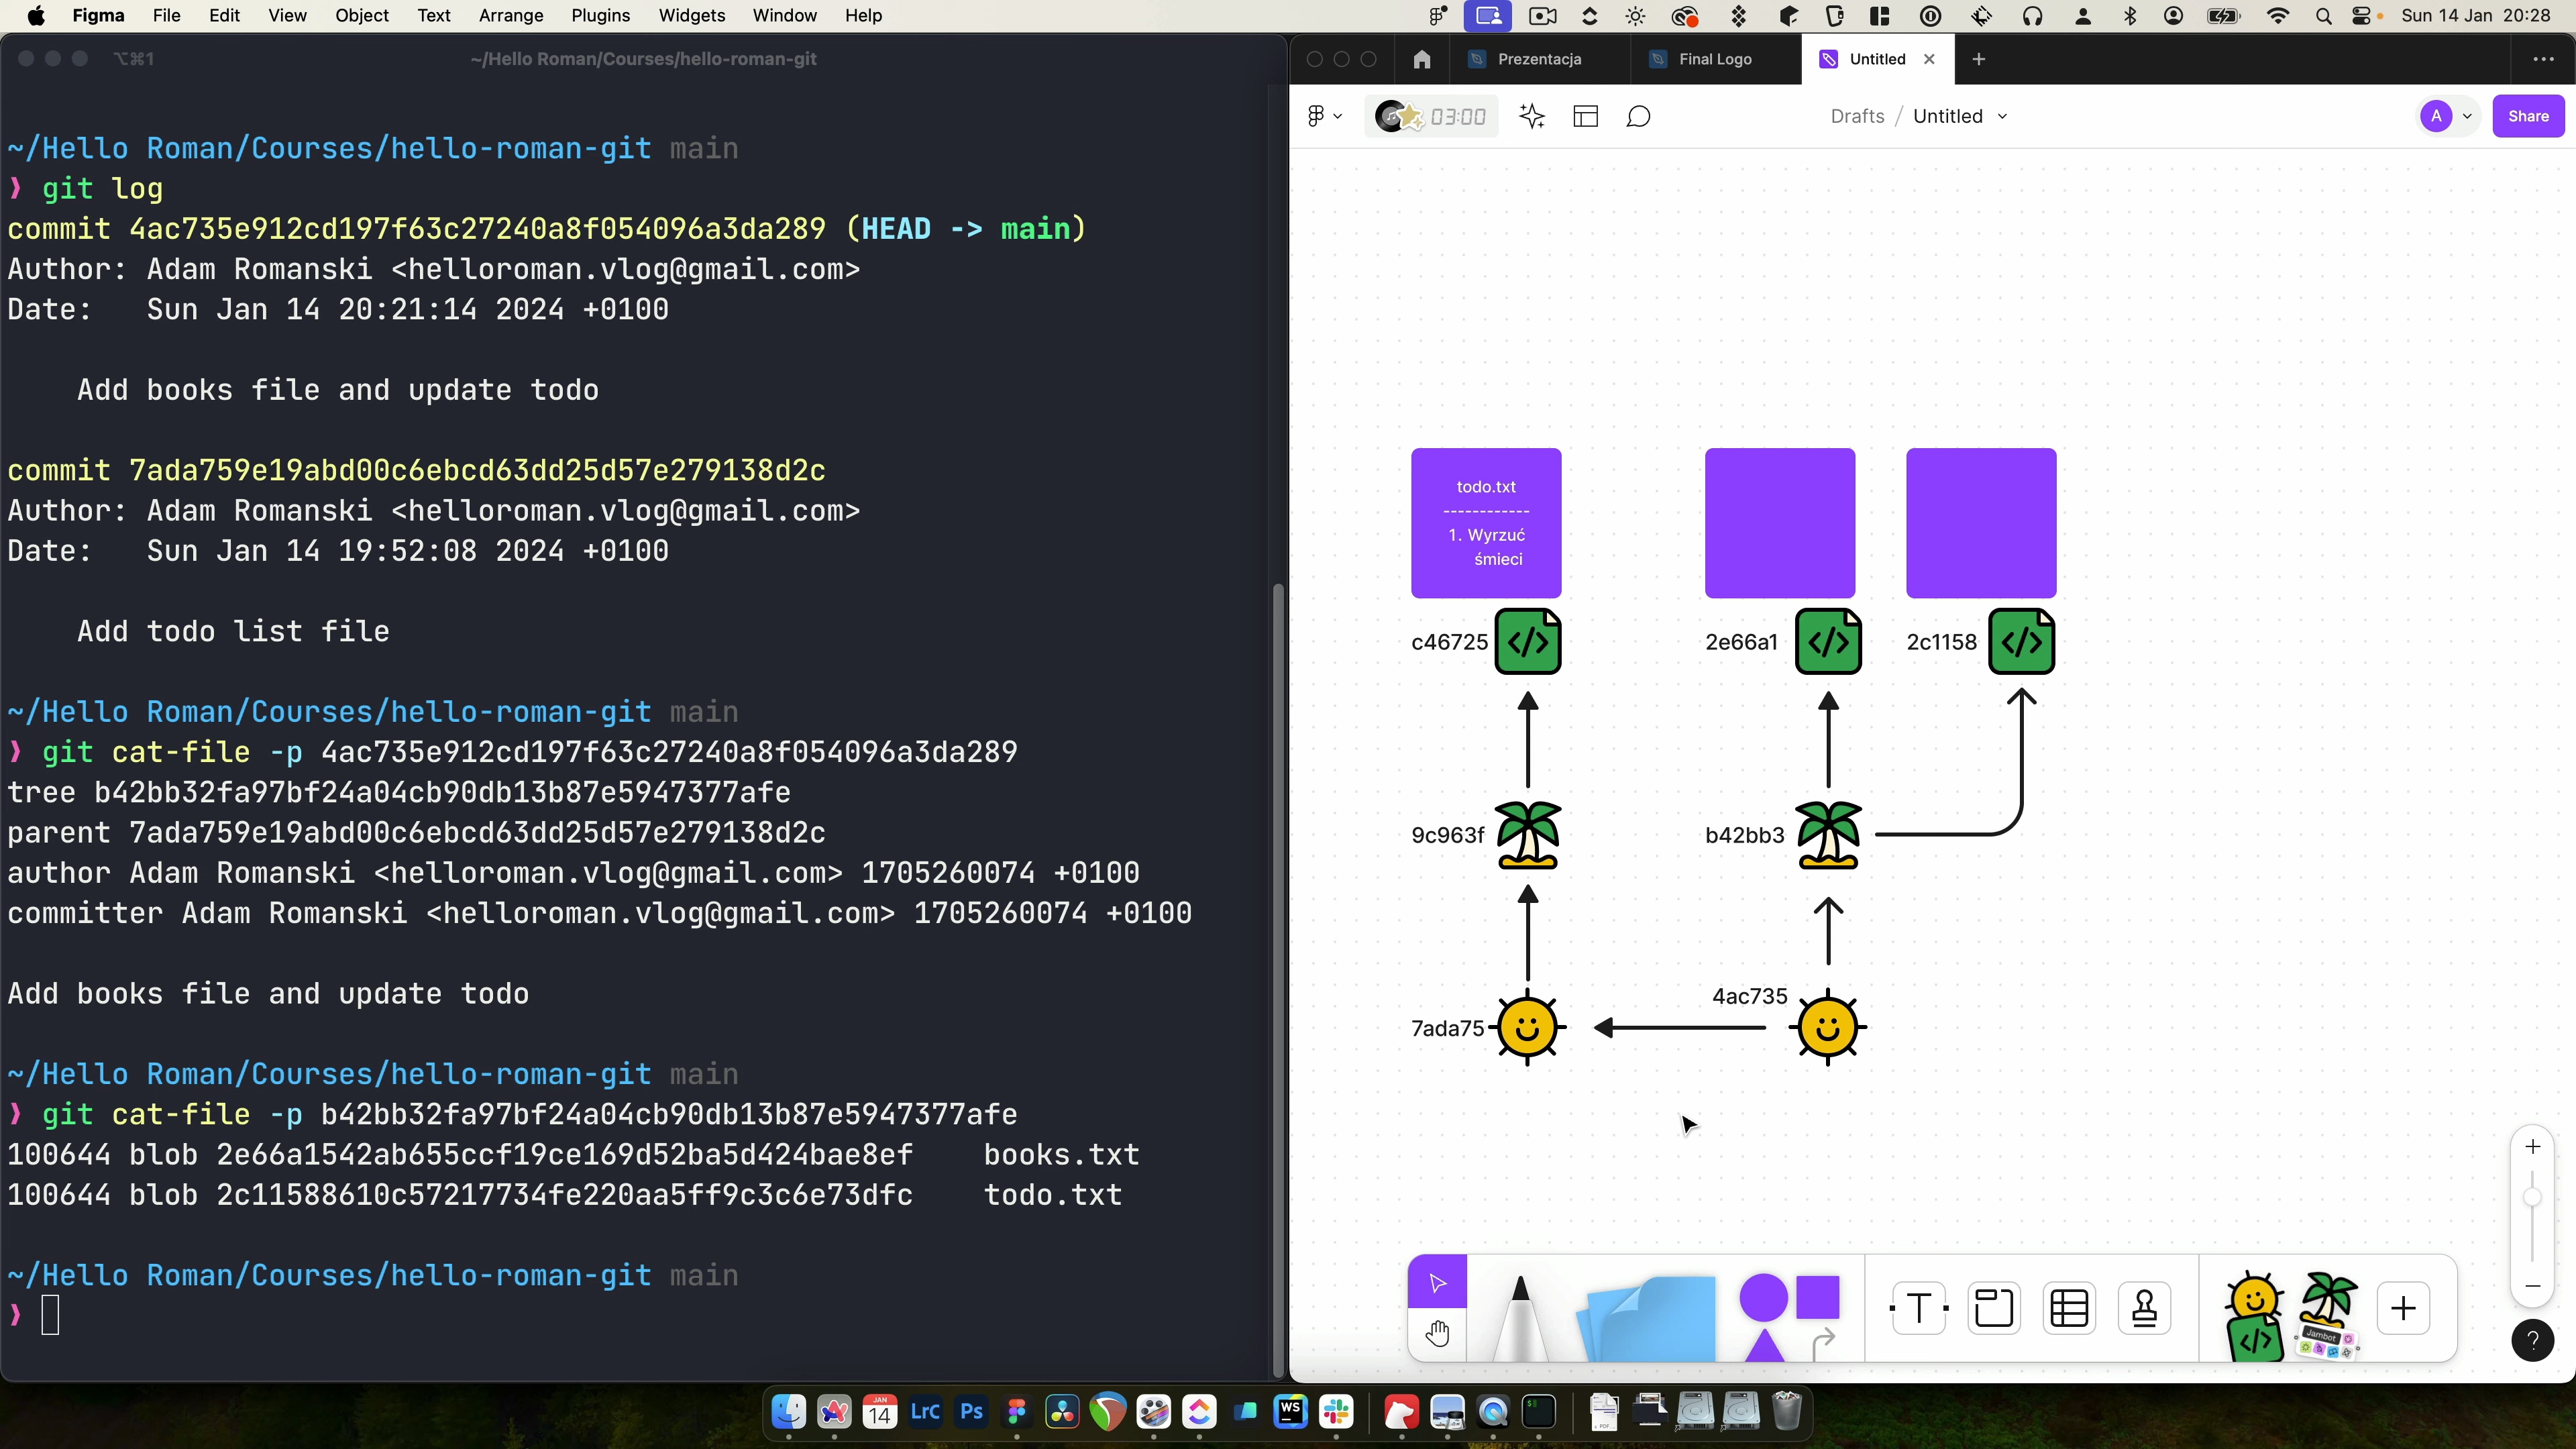 Figma File Edit View Object Text Arrange Plugins Widgets Window Help
Sun 14 Jan 20:28
⌥⌘1
~/Hello Roman/Courses/hello-roman-git
~/Hello Roman/Courses/hello-roman-git main
❯ git log
commit 4ac735e912cd197f63c27240a8f054096a3da289 (HEAD -> main)
Author: Adam Romanski <helloroman.vlog@gmail.com>
Date: Sun Jan 14 20:21:14 2024 +0100
Add books file and update todo
commit 7ada759e19abd00c6ebcd63dd25d57e279138d2c
Author: Adam Romanski <helloroman.vlog@gmail.com>
Date: Sun Jan 14 19:52:08 2024 +0100
Add todo list file
~/Hello Roman/Courses/hello-roman-git main
❯ git cat-file -p 4ac735e912cd197f63c27240a8f054096a3da289
tree b42bb32fa97bf24a04cb90db13b87e5947377afe
parent 7ada759e19abd00c6ebcd63dd25d57e279138d2c
author Adam Romanski <helloroman.vlog@gmail.com> 1705260074 +0100
committer Adam Romanski <helloroman.vlog@gmail.com> 1705260074 +0100
Add books file and update todo
~/Hello Roman/Courses/hello-roman-git main
❯ git cat-file -p b42bb32fa97bf24a04cb90db13b87e5947377afe
100644 blob 2e66a1542ab655ccf19ce169d52ba5d424bae8ef books.txt
100644 blob 2c11588610c57217734fe220aa5ff9c3c6e73dfc todo.txt
~/Hello Roman/Courses/hello-roman-git main
❯
Prezentacja
Final Logo
Untitled
03:00
Drafts / Untitled
A
Share
todo.txt
------------
1. Wyrzuć
śmieci
c46725
2e66a1
2c1158
9c963f
b42bb3
4ac735
7ada75
T
Jambot
?
JAN
14
LrC
Ps
WS
$
PDF